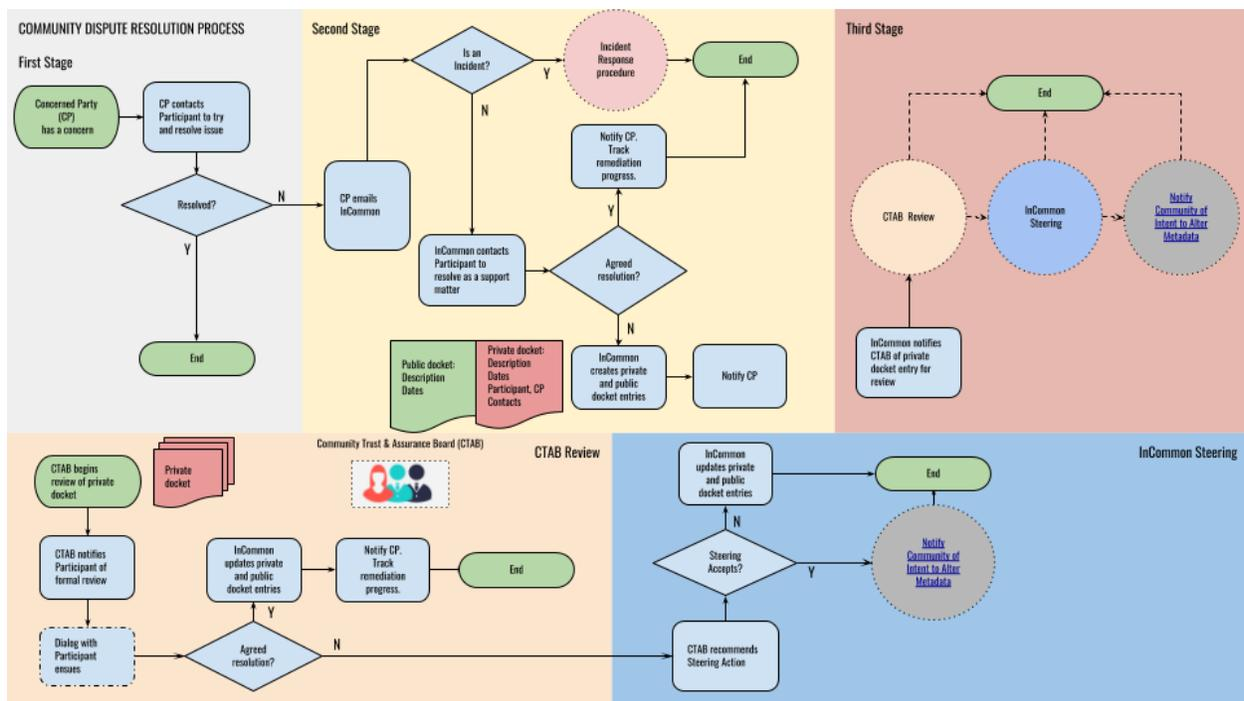 COMMUNITY DISPUTE RESOLUTION PROCESS
First Stage
Concerned Party
(CP)
has a concern
CP contacts
Participant to try
and resolve issue
Resolved?
N
Y
End
Second Stage
CP emails
InCommon
Is an
Incident?
Y
N
Incident
Response
procedure
End
Notify CP.
Track
remediation
progress.
Y
InCommon contacts
Participant to
resolve as a support
matter
Agreed
resolution?
N
Public docket:
Description
Dates
Private docket:
Description
Dates
Participant, CP
Contacts
InCommon
creates private
and public
docket entries
Notify CP
Third Stage
End
CTAB Review
InCommon
Steering
Notify
Community of
Intent to Alter
Metadata
InCommon notifies
CTAB of private
docket entry for
review
Community Trust & Assurance Board (CTAB)
CTAB Review
CTAB begins
review of private
docket
Private
docket
CTAB notifies
Participant of
formal review
Dialog with
Participant
ensues
Agreed
resolution?
Y
N
InCommon
updates private
and public
docket entries
Notify CP.
Track
remediation
progress.
End
InCommon Steering
InCommon
updates private
and public
docket entries
End
N
Steering
Accepts?
Y
Notify
Community of
Intent to Alter
Metadata
CTAB recommends
Steering Action